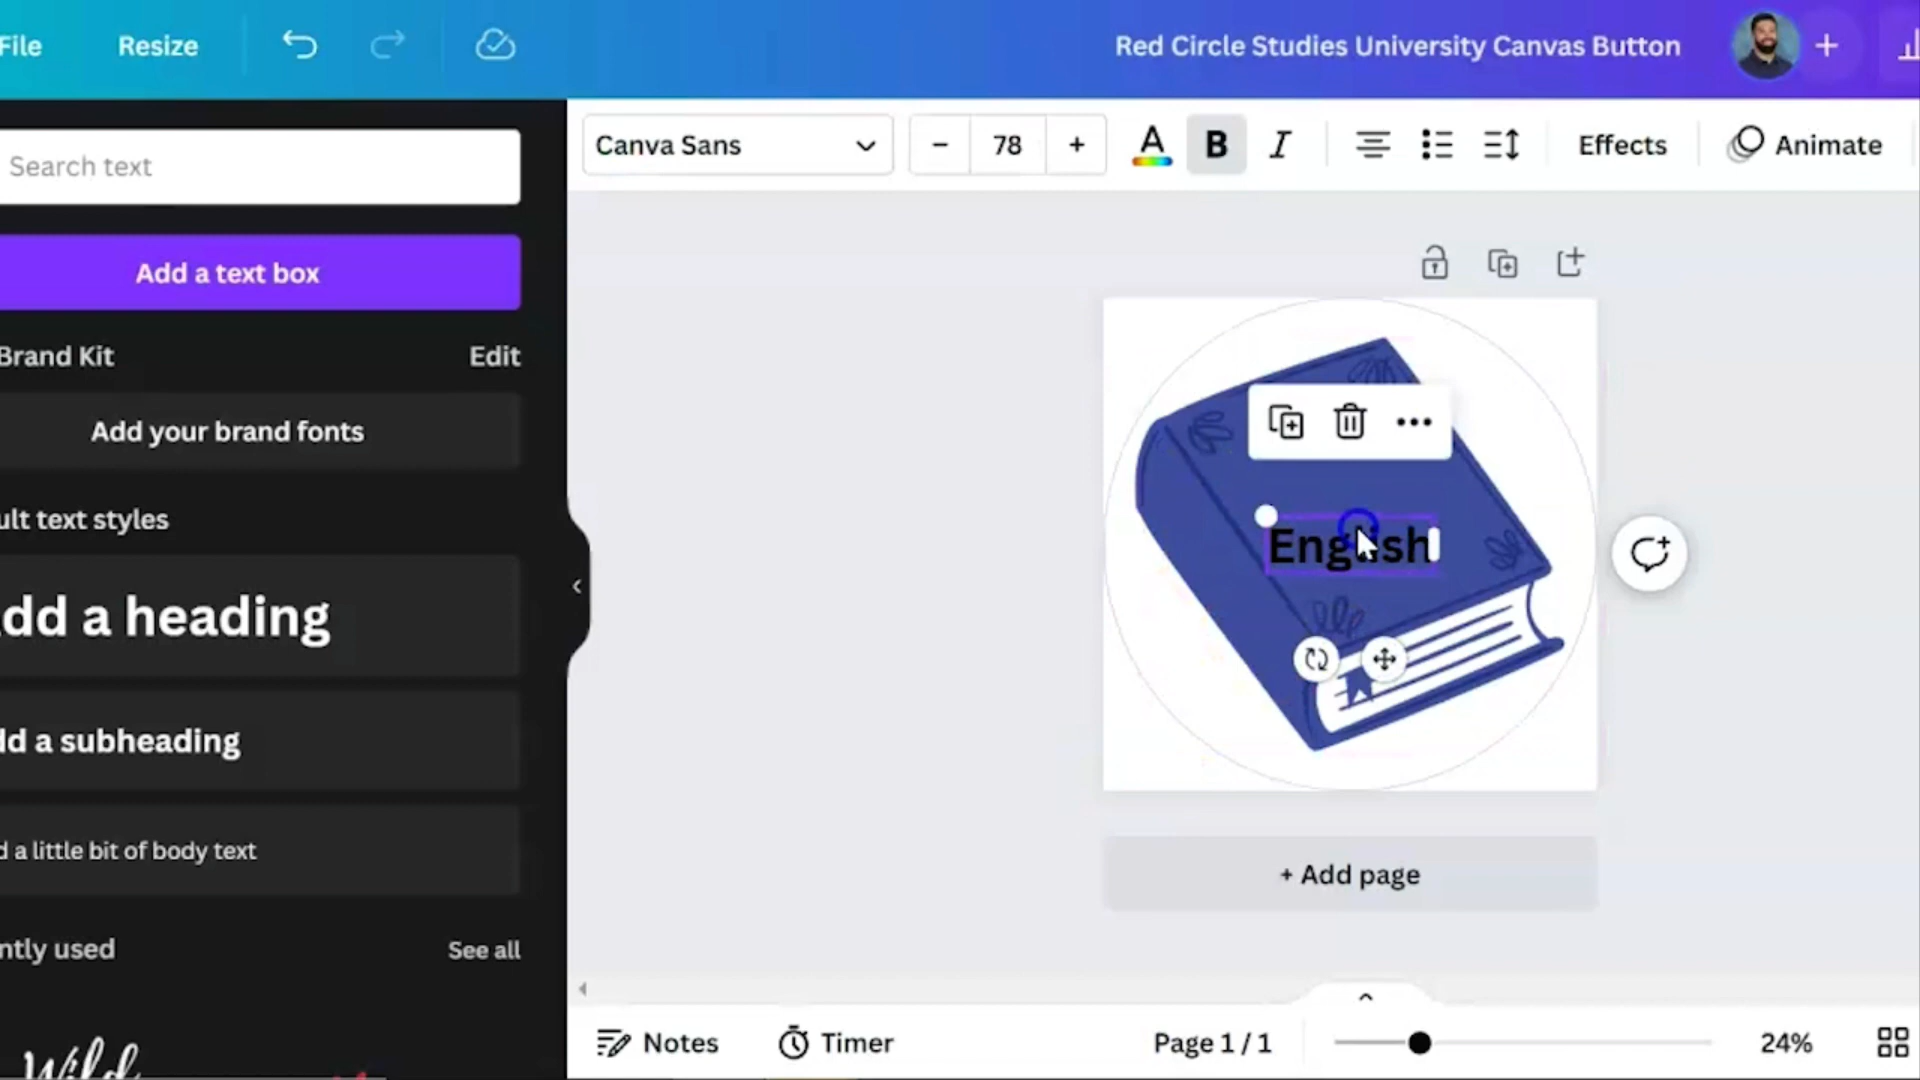 File
Resize
Red Circle Studies University Canvas Button
Search text
Canva Sans
78
A
B
I
Effects
Animate
Add a text box
Brand Kit
Edit
Add your brand fonts
ult text styles
dd a heading
dd a subheading
d a little bit of body text
ntly used
See all
Wild
English
+ Add page
Notes
Timer
Page 1 / 1
24%